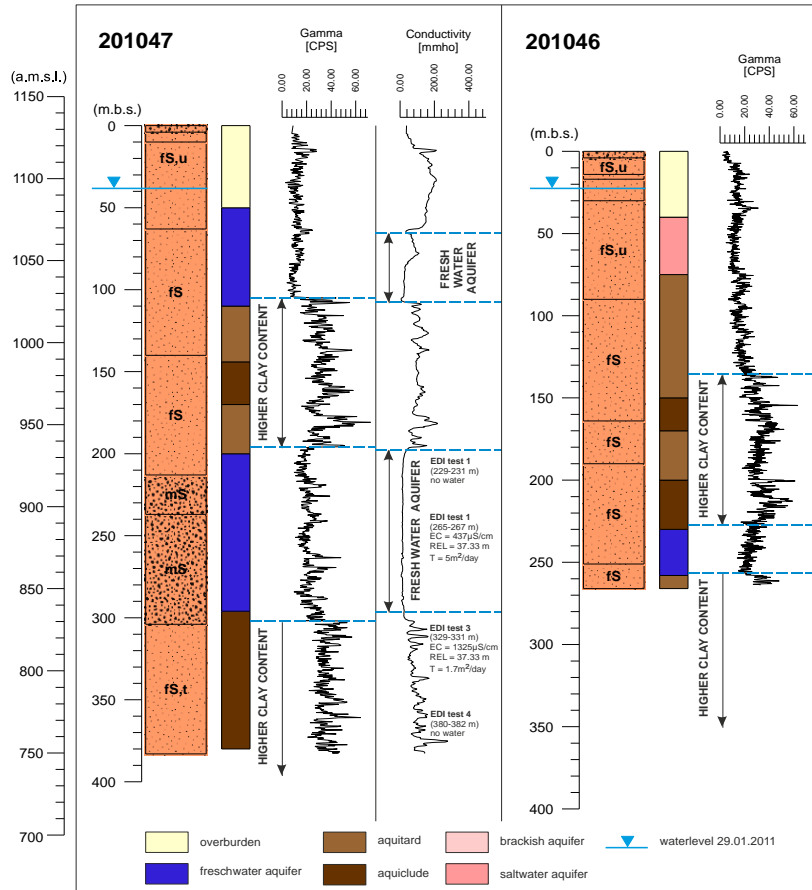 201047
Gamma
[CPS]
0.00
20.00
40.00
60.00
Conductivity
[mmho]
0.00
200.00
400.00
201046
Gamma
[CPS]
0.00
20.00
40.00
60.00
(a.m.s.l.)
1150
1100
1050
1000
950
900
850
800
750
700
(m.b.s.)
0
50
100
150
200
250
300
350
400
fS,u
fS
fS
mS
mS
fS,t
HIGHER CLAY CONTENT
HIGHER CLAY CONTENT
FRESH
WATER
AQUIFER
FRESH WATER AQUIFER
EDI test 1
(229-231 m)
no water
EDI test 1
(265-267 m)
EC = 437µS/cm
REL = 37.33 m
T = 5m²/day
EDI test 3
(329-331 m)
EC = 1325µS/cm
REL = 37.33 m
T = 1.7m²/day
EDI test 4
(380-382 m)
no water
(m.b.s.)
0
50
100
150
200
250
300
350
400
fS,u
fS,u
fS
fS
fS
fS
HIGHER CLAY CONTENT
HIGHER CLAY CONTENT
overburden
aquitard
brackish aquifer
waterlevel 29.01.2011
freshwater aquifer
aquiclude
saltwater aquifer